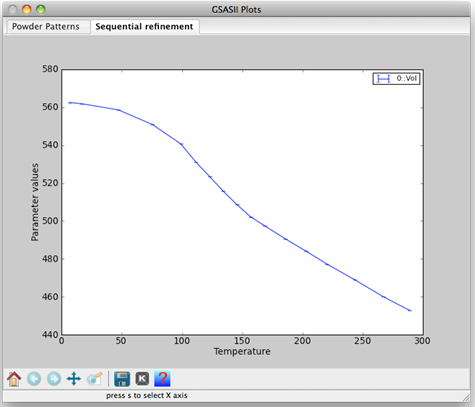 GSASII Plots
Powder Patterns
Sequential refinement
580
560
540
520
500
480
460
440
0::Vol
Parameter values
0
50
100
150
200
250
300
Temperature
K
?
press s to select X axis